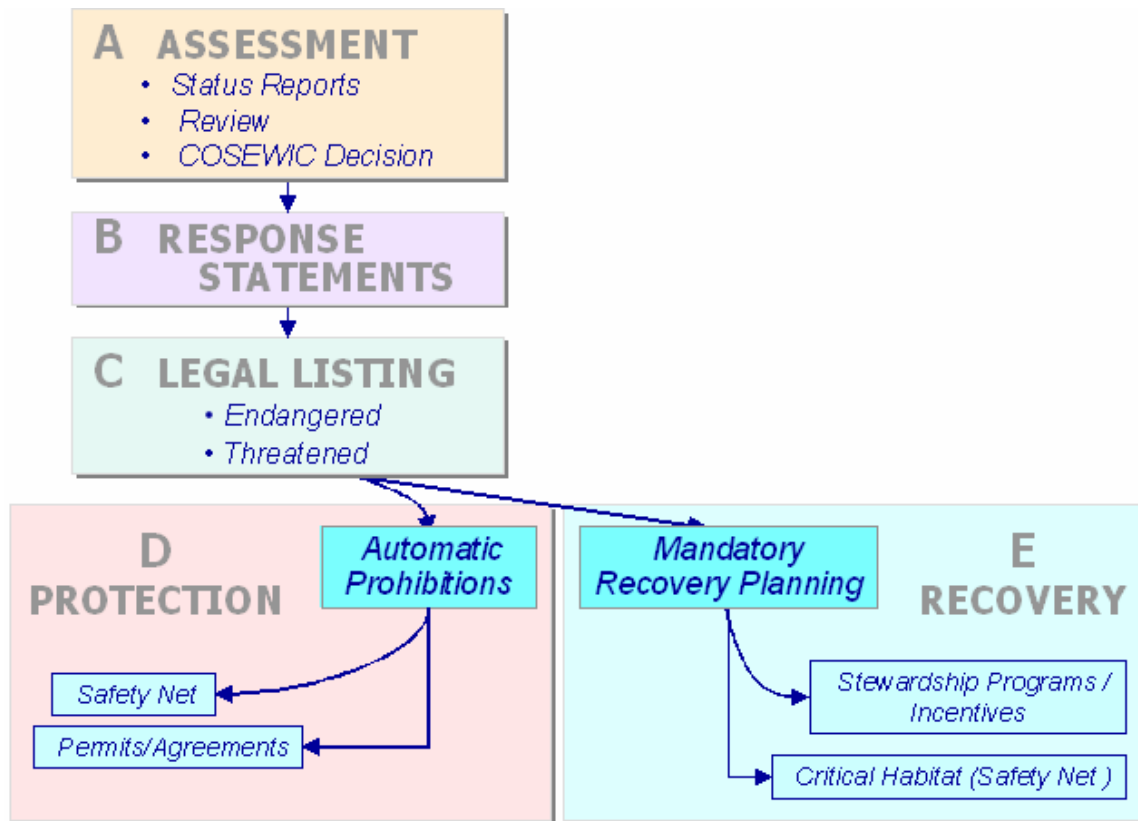 A ASSESSMENT
• Status Reports
• Review
• COSEWIC Decision
B RESPONSE
STATEMENTS
C LEGAL LISTING
• Endangered
• Threatened
D
PROTECTION
Automatic
Prohibitions
Safety Net
Permits/Agreements
Mandatory
Recovery Planning
E
RECOVERY
Stewardship Programs /
Incentives
Critical Habitat (Safety Net )